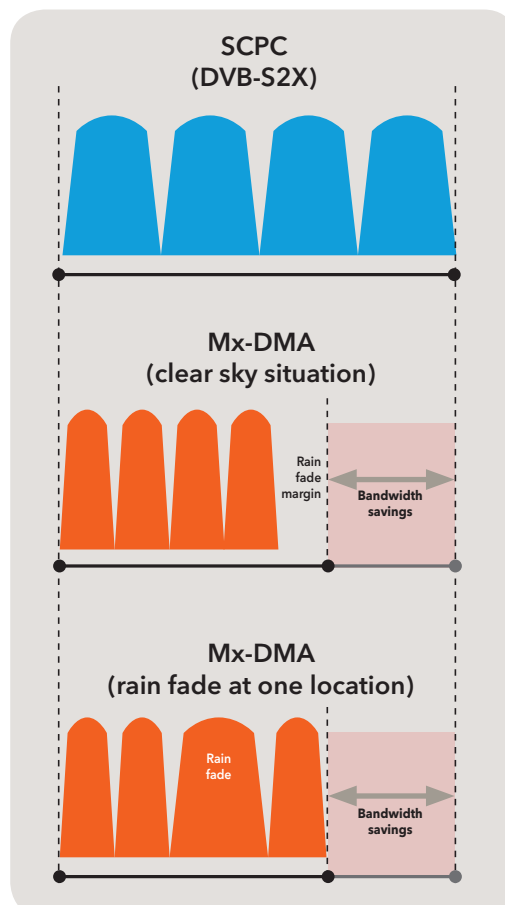 SCPC
(DVB-S2X)
Mx-DMA
(clear sky situation)
Rain
fade
margin
Bandwidth
savings
Mx-DMA
(rain fade at one location)
Rain
fade
Bandwidth
savings